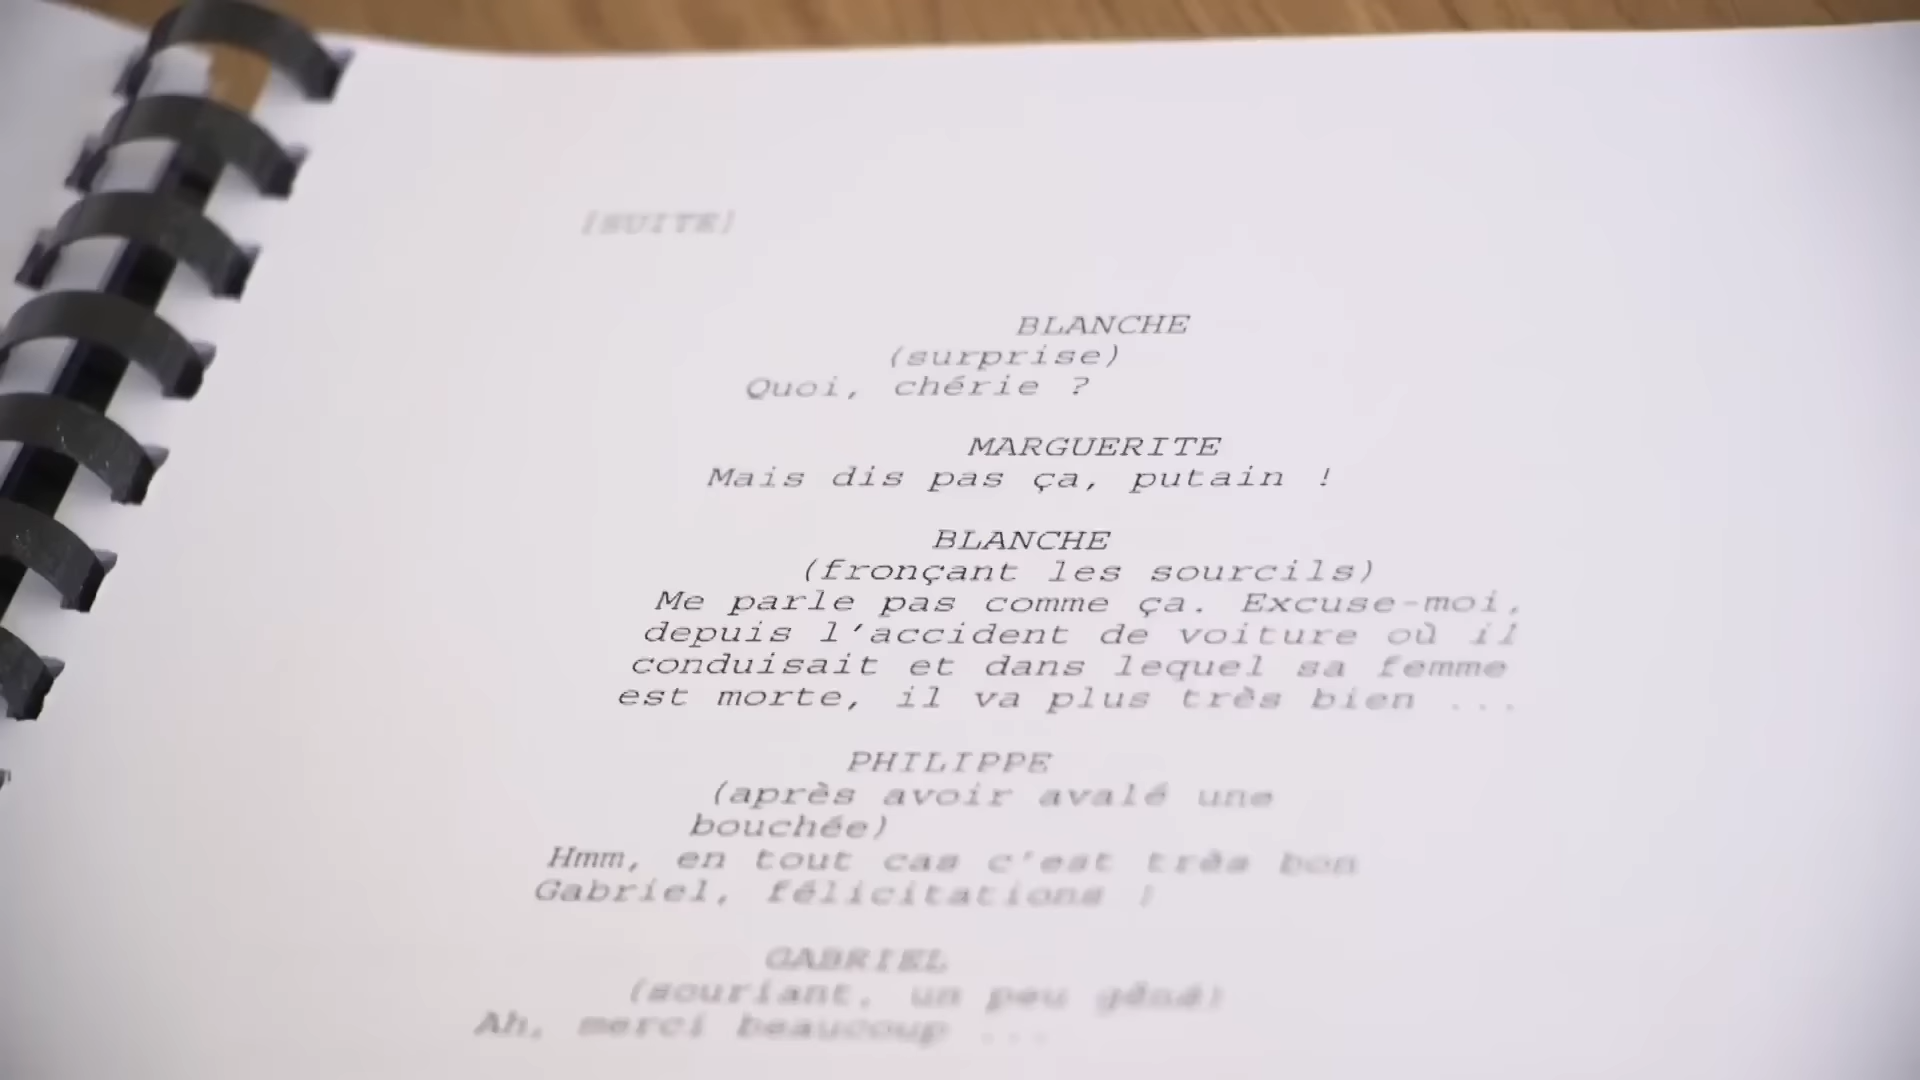 [SUITE]
BLANCHE
(surprise)
Quoi, chérie ?
MARGUERITE
Mais dis pas ça, putain !
BLANCHE
(fronçant les sourcils)
Me parle pas comme ça. Excuse-moi,
depuis l'accident de voiture où il
conduisait et dans lequel sa femme
est morte, il va plus très bien ...
PHILIPPE
(après avoir avalé une
bouchée)
Hmm, en tout cas c'est très bon
Gabriel, félicitations !
GABRIEL
(souriant, un peu gêné)
Ah, merci beaucoup ...